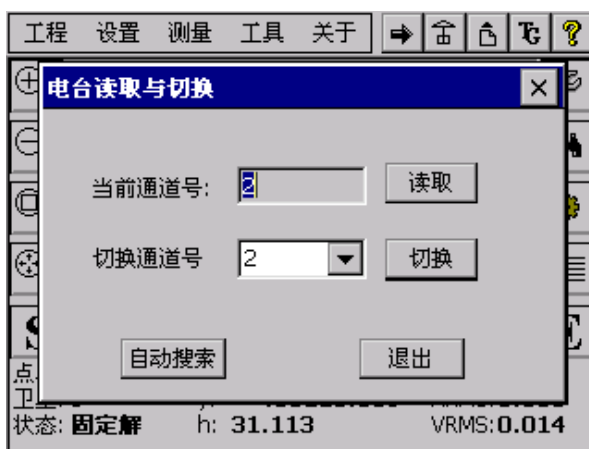 工程 设置 测量 工具 关于
电台读取与切换
当前通道号: 2 读取
切换通道号 2 切换
自动搜索 退出
点
状态: 固定解 h: 31.113 VRMS:0.014